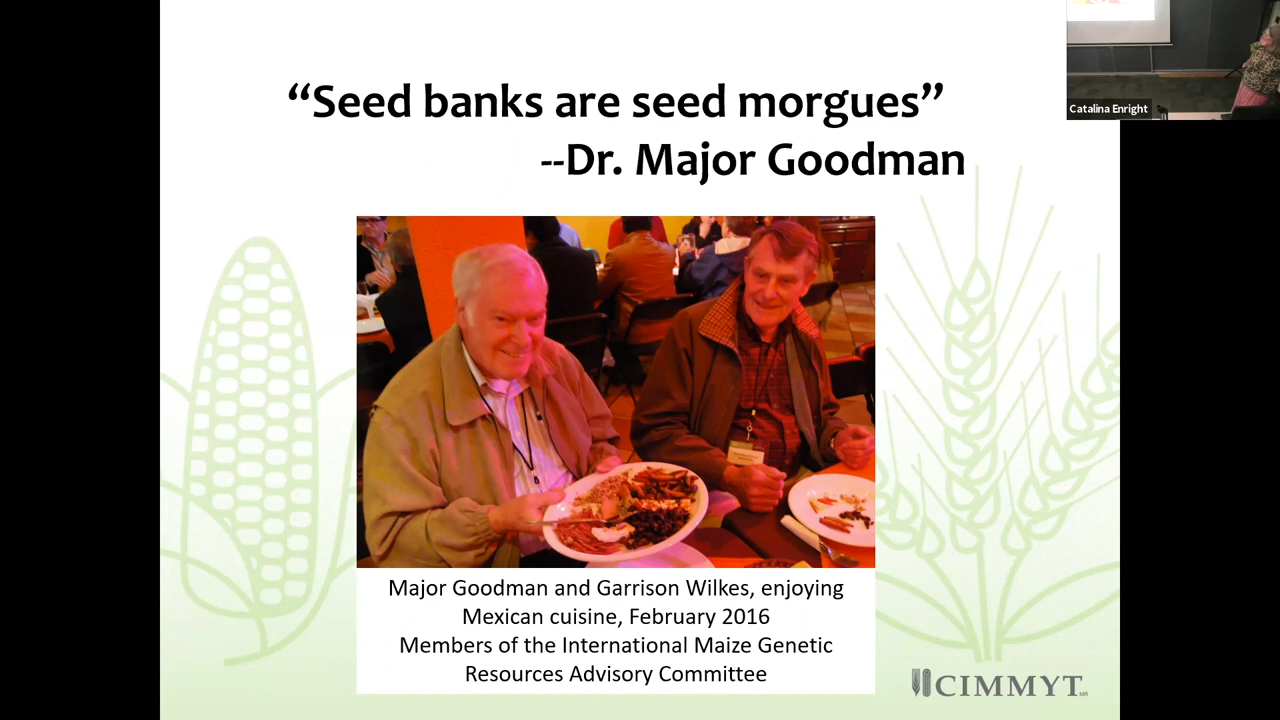 “Seed banks are seed morgues”
--Dr. Major Goodman
Catalina Enright
Major Goodman and Garrison Wilkes, enjoying
Mexican cuisine, February 2016
Members of the International Maize Genetic
Resources Advisory Committee
CIMMYT MR